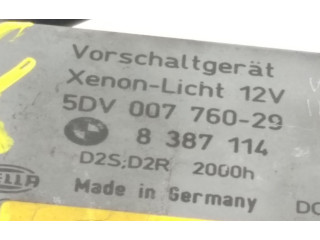 Vorschaltgerät
Xenon-Licht 12V
5DV 007 760-29
8 387 114
D2S;D2R 2000h
HELLA Made in Germany